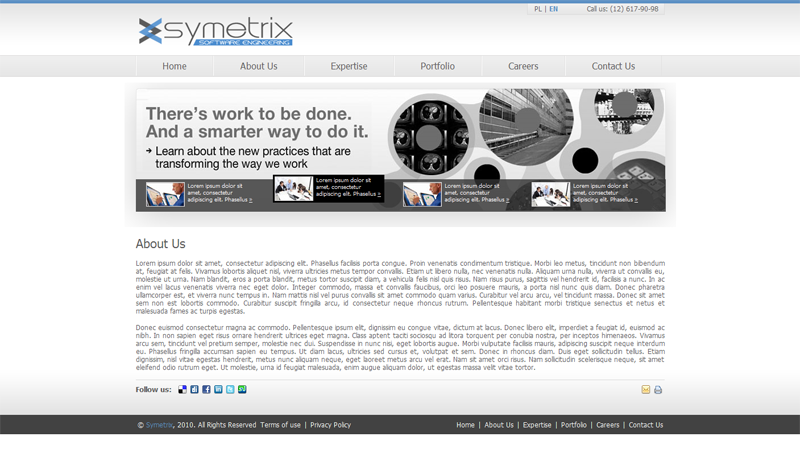 PL | EN
Call us: (12) 617-90-98
symetrix
SOFTWARE ENGINEERING
Home
About Us
Expertise
Portfolio
Careers
Contact Us
There's work to be done.
And a smarter way to do it.
→ Learn about the new practices that are
transforming the way we work
Lorem ipsum dolor sit
amet, consectetur
adipiscing elit. Phasellus >
Lorem ipsum dolor sit
amet, consectetur
adipiscing elit. Phaselius >
Lorem ipsum dolor sit
amet, consectetur
adipiscing elit. Phasellus >
Lorem ipsum dolor sit
amet, consectetur
adipiscing elit. Phasellus >
About Us
Lorem ipsum dolor sit amet, consectetur adipiscing elit. Phasellus facilisis porta congue. Proin venenatis condimentum tristique. Morbi leo metus, tincidunt non bibendum
at, feugiat at felis. Vivamus lobortis aliquet nisl, viverra ultricies metus tempor convallis. Etiam ut libero nulla, nec venenatis nulla. Aliquam urna nulla, viverra ut convallis eu,
molestie ut urna. Nam blandit, eros a porta blandit, metus tortor suscipit diam, a vehicula felis nisl quis risus. Nam risus purus, sagittis vel hendrerit id, facilisis a nunc. In ac
enim vel lacus venenatis viverra nec eget dolor. Integer commodo, massa et convallis faucibus, orci leo posuere mauris, a porta nisl nunc quis diam. Donec pharetra
ullamcorper est, et viverra nunc tempus in. Nam mattis nisl vel purus convallis sit amet commodo quam varius. Curabitur vel arcu arcu, vel tincidunt massa. Donec sit amet
sem non est lobortis commodo. Curabitur suscipit fringilla arcu, id consectetur neque rhoncus rutrum. Pellentesque habitant morbi tristique senectus et netus et
malesuada fames ac turpis egestas.
Donec euismod consectetur magna ac commodo. Pellentesque ipsum elit, dignissim eu congue vitae, dictum at lacus. Donec libero elit, imperdiet a feugiat id, euismod ac
nibh. In non sapien eget risus ornare hendrerit ultrices eget magna. Class aptent taciti sociosqu ad litora torquent per conubia nostra, per inceptos himenaeos. Vivamus
arcu sem, tincidunt vel pretium semper, molestie nec dui. Suspendisse in nunc nisi, eget lobortis augue. Morbi vulputate facilisis mauris, adipiscing suscipit neque interdum
eu. Phasellus fringilla accumsan sapien eu tempus. Ut diam lacus, ultricies sed cursus et, volutpat et sem. Donec in rhoncus diam. Duis eget sollicitudin tellus. Etiam
dignissim, nisl vitae egestas hendrerit, metus nunc aliquam neque, eget laoreet metus arcu vel erat. Nam sit amet orci risus. Nam sollicitudin scelerisque neque, sit amet
eleifend odio rutrum eget. Ut molestie, urna id feugiat malesuada, enim augue aliquam dolor, ut egestas massa velit vitae tortor.
Follow us:
© Symetrix, 2010. All Rights Reserved Terms of use | Privacy Policy
Home | About Us | Expertise | Portfolio | Careers | Contact Us